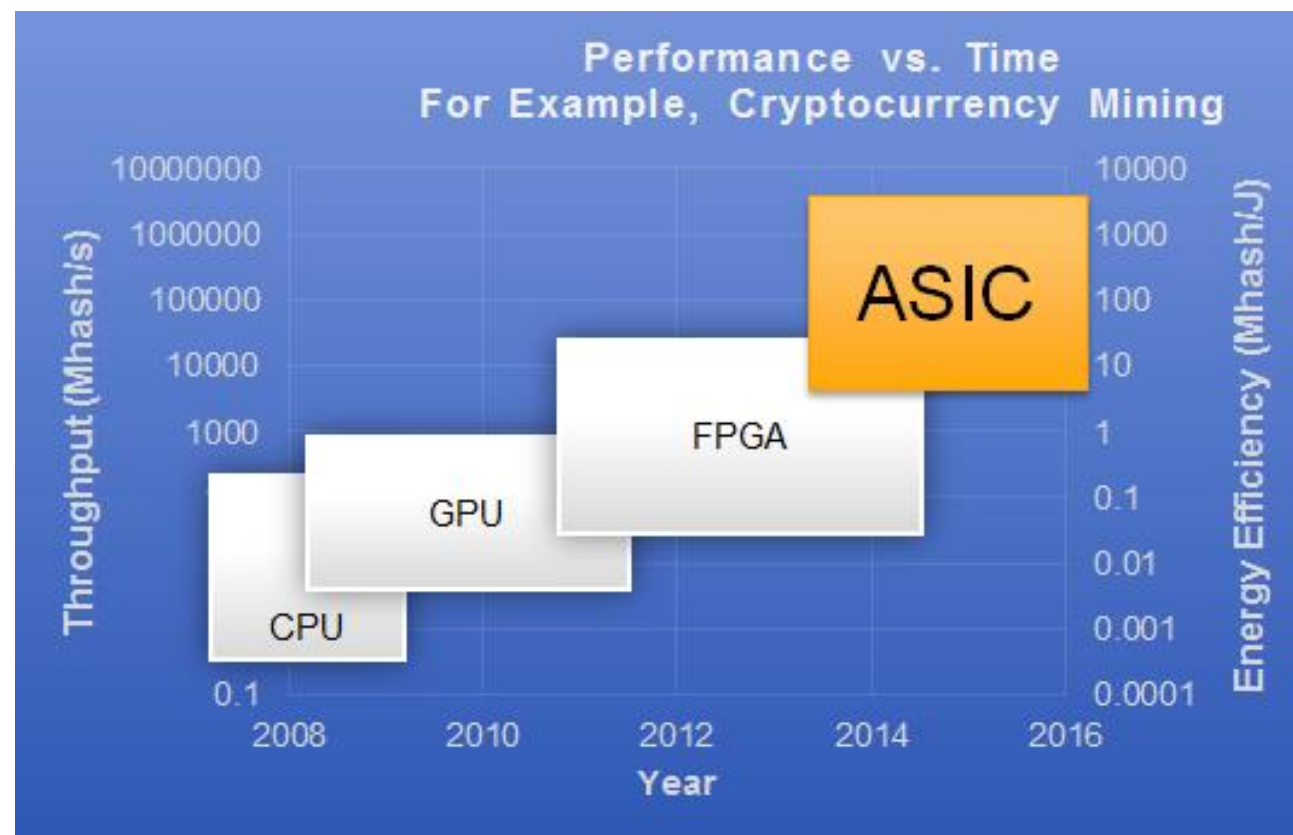 Performance vs. Time
For Example, Cryptocurrency Mining
Throughput (Mhash/s)
10000000
1000000
100000
10000
1000
0.1
CPU
GPU
FPGA
ASIC
10000
1000
100
10
1
0.1
0.01
0.001
0.0001
Energy Efficiency (Mhash/J)
2008 2010 2012 2014 2016
Year